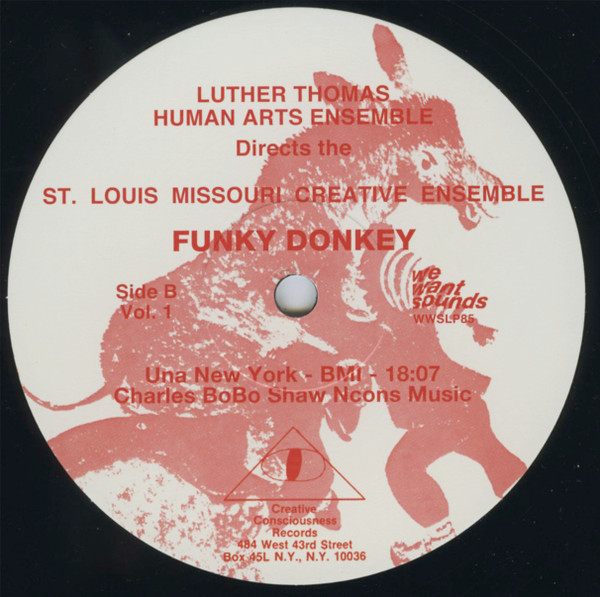 LUTHER THOMAS
HUMAN ARTS ENSEMBLE
Directs the
ST. LOUIS MISSOURI CREATIVE ENSEMBLE
FUNKY DONKEY
Side B
Vol. 1
we
want
sounds
WWSLP85
Una New York - BMI - 18:07
Charles BoBo Shaw Ncons Music
Creative
Consciousness
Records
484 West 43rd Street
Box 45L N.Y., N.Y. 10036